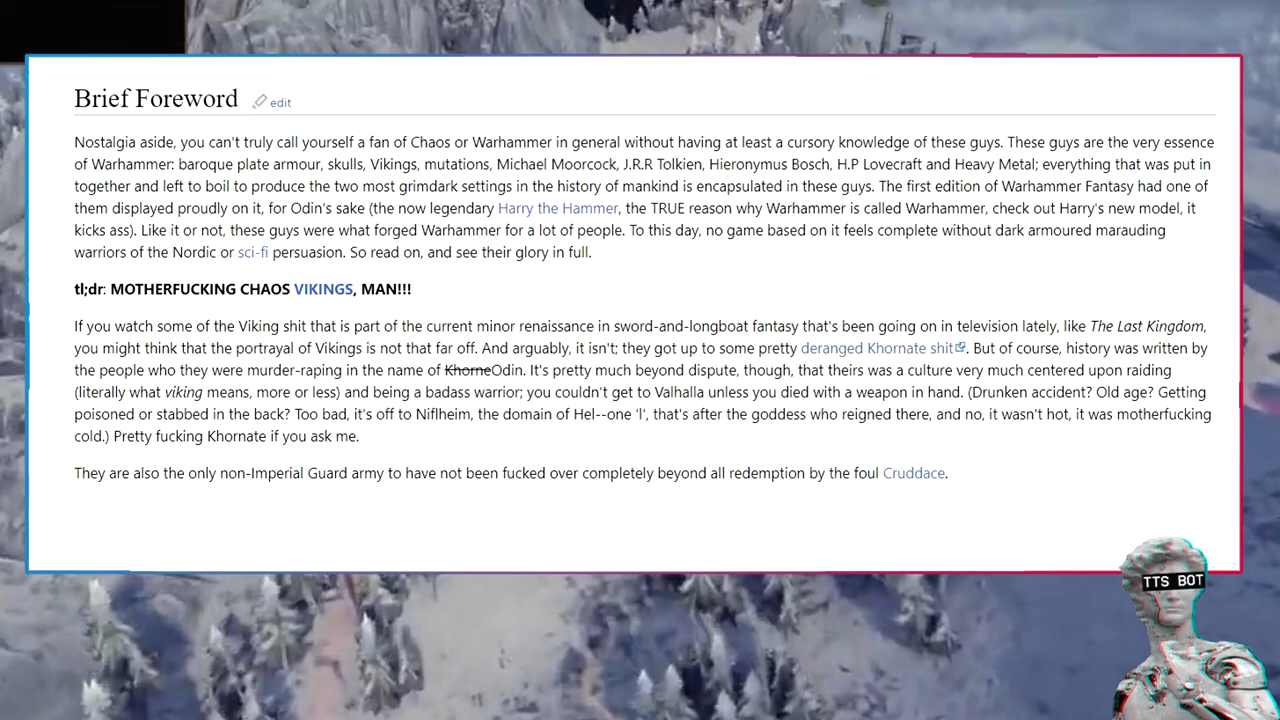 Brief Foreword edit
Nostalgia aside, you can't truly call yourself a fan of Chaos or Warhammer in general without having at least a cursory knowledge of these guys. These guys are the very essence
of Warhammer: baroque plate armour, skulls, Vikings, mutations, Michael Moorcock, J.R.R Tolkien, Hieronymus Bosch, H.P Lovecraft and Heavy Metal; everything that was put in
together and left to boil to produce the two most grimdark settings in the history of mankind is encapsulated in these guys. The first edition of Warhammer Fantasy had one of
them displayed proudly on it, for Odin's sake (the now legendary Harry the Hammer, the TRUE reason why Warhammer is called Warhammer, check out Harry's new model, it
kicks ass). Like it or not, these guys were what forged Warhammer for a lot of people. To this day, no game based on it feels complete without dark armoured marauding
warriors of the Nordic or sci-fi persuasion. So read on, and see their glory in full.
tl;dr: MOTHERFUCKING CHAOS VIKINGS, MAN!!!
If you watch some of the Viking shit that is part of the current minor renaissance in sword-and-longboat fantasy that's been going on in television lately, like The Last Kingdom,
you might think that the portrayal of Vikings is not that far off. And arguably, it isn't; they got up to some pretty deranged Khornate shit. But of course, history was written by
the people who they were murder-raping in the name of KhorneOdin. It's pretty much beyond dispute, though, that theirs was a culture very much centered upon raiding
(literally what viking means, more or less) and being a badass warrior; you couldn't get to Valhalla unless you died with a weapon in hand. (Drunken accident? Old age? Getting
poisoned or stabbed in the back? Too bad, it's off to Niflheim, the domain of Hel--one 'l', that's after the goddess who reigned there, and no, it wasn't hot, it was motherfucking
cold.) Pretty fucking Khornate if you ask me.
They are also the only non-Imperial Guard army to have not been fucked over completely beyond all redemption by the foul Cruddace.
TTS BOT